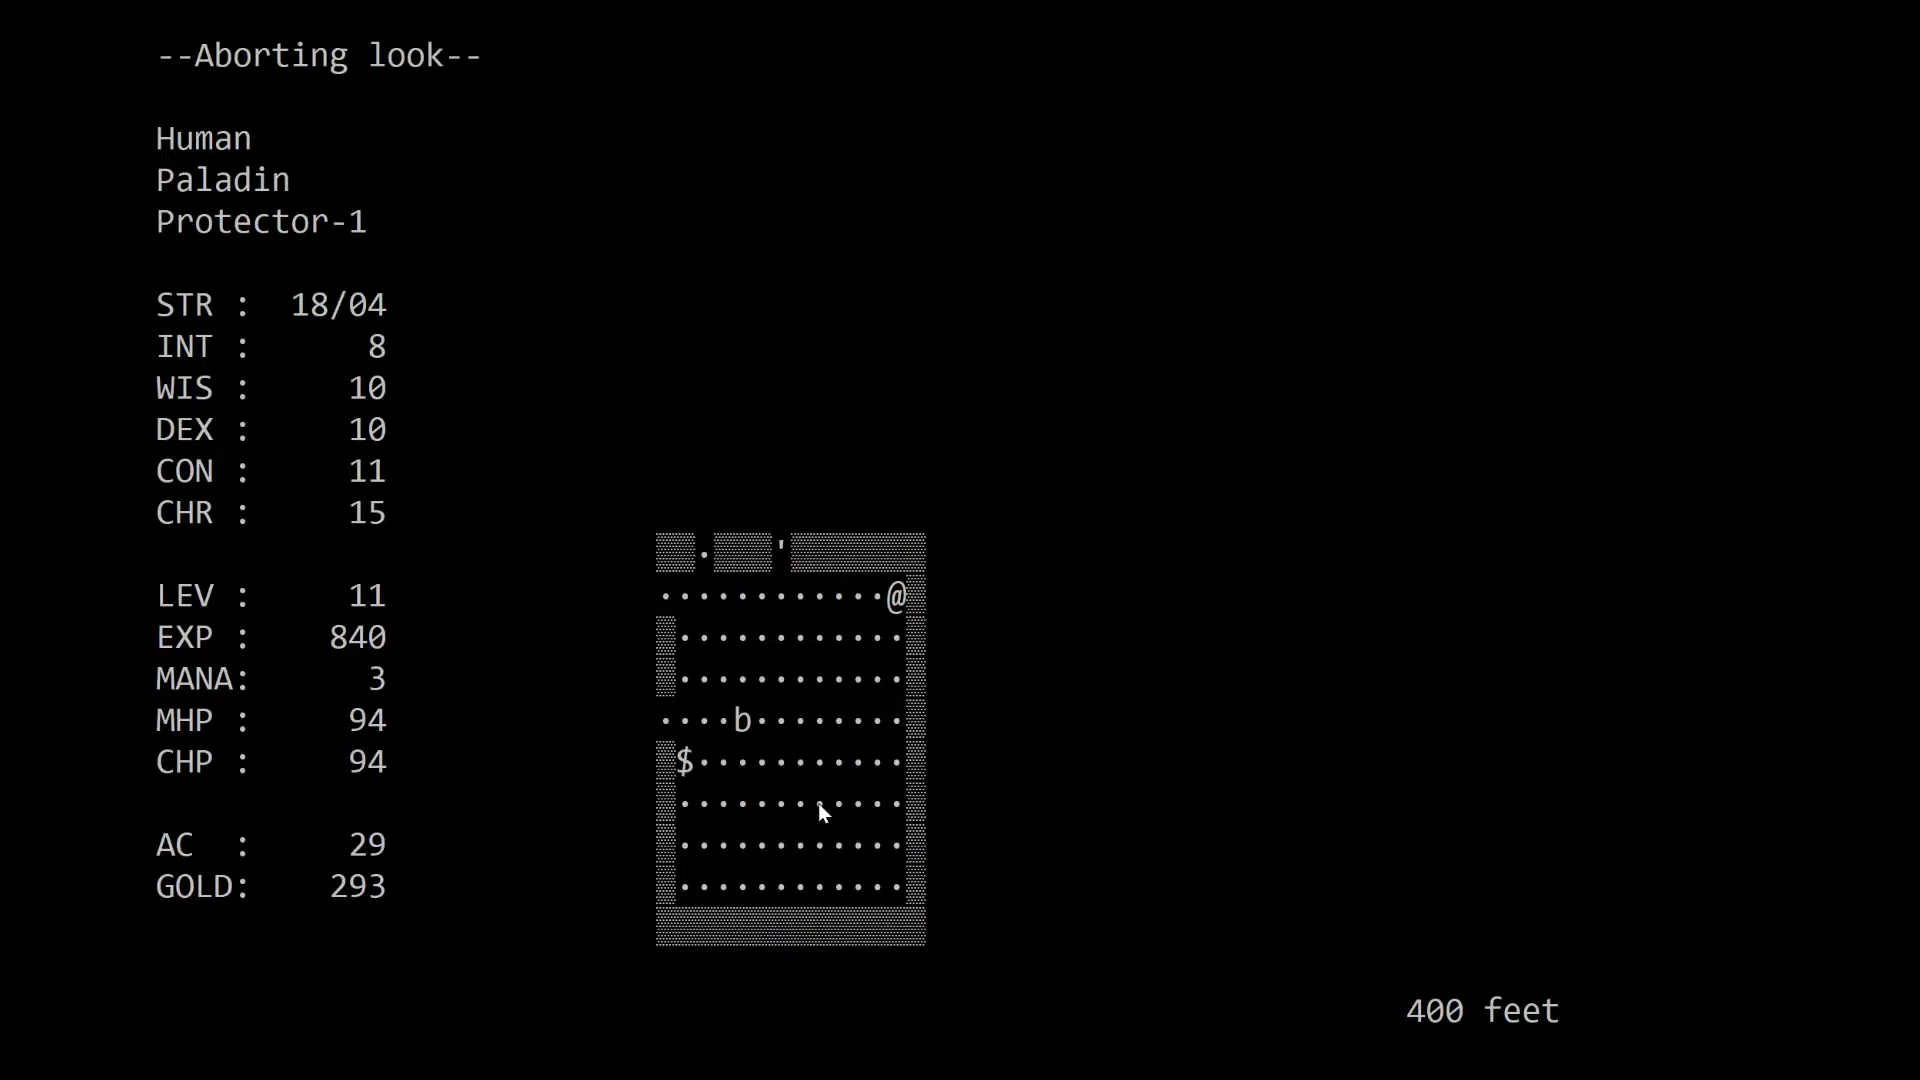 --Aborting look--
Human
Paladin
Protector-1
STR :  18/04
INT :      8
WIS :     10
DEX :     10
CON :     11
CHR :     15
LEV :     11
EXP :    840
MANA:      3
MHP :     94
CHP :     94
AC  :     29
GOLD:    293
. '
............@
............
............
....b........
$...........
............
............
............
400 feet